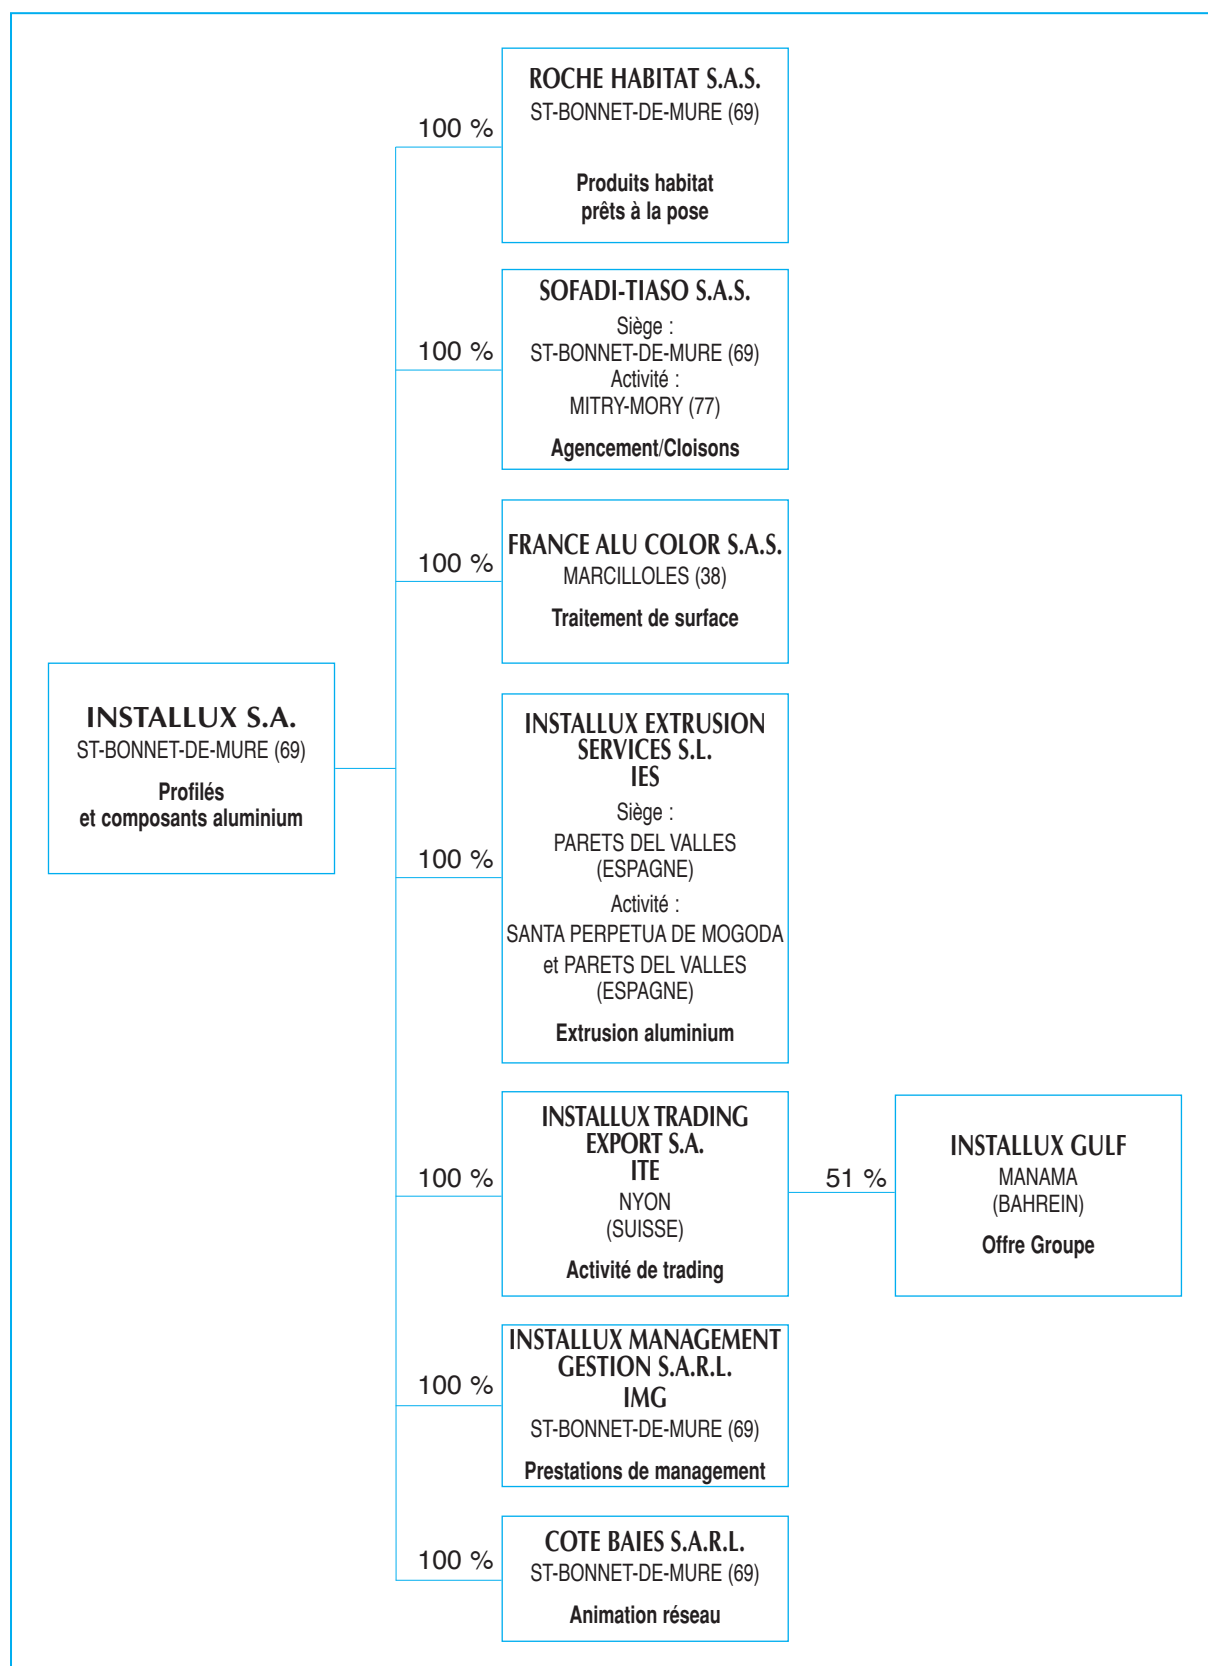 ROCHE HABITAT S.A.S.
ST-BONNET-DE-MURE (69)
100 %
Produits habitat
prêts à la pose
SOFADI-TIASO S.A.S.
Siège :
100 %
ST-BONNET-DE-MURE (69)
Activité :
MITRY-MORY (77)
Agencement/Cloisons
FRANCE ALU COLOR S.A.S.
100 %
MARCILLOLES (38)
Traitement de surface
INSTALLUX S.A.
ST-BONNET-DE-MURE (69)
Profilés
et composants aluminium
INSTALLUX EXTRUSION
SERVICES S.L.
IES
Siège :
PARETS DEL VALLES
100 %
(ESPAGNE)
Activité :
SANTA PERPETUA DE MOGODA
et PARETS DEL VALLES
(ESPAGNE)
Extrusion aluminium
INSTALLUX TRADING
EXPORT S.A.
ITE
100 %
NYON
(SUISSE)
Activité de trading
51 %
INSTALLUX GULF
MANAMA
(BAHREIN)
Offre Groupe
INSTALLUX MANAGEMENT
GESTION S.A.R.L.
100 %
IMG
ST-BONNET-DE-MURE (69)
Prestations de management
COTE BAIES S.A.R.L.
100 %
ST-BONNET-DE-MURE (69)
Animation réseau